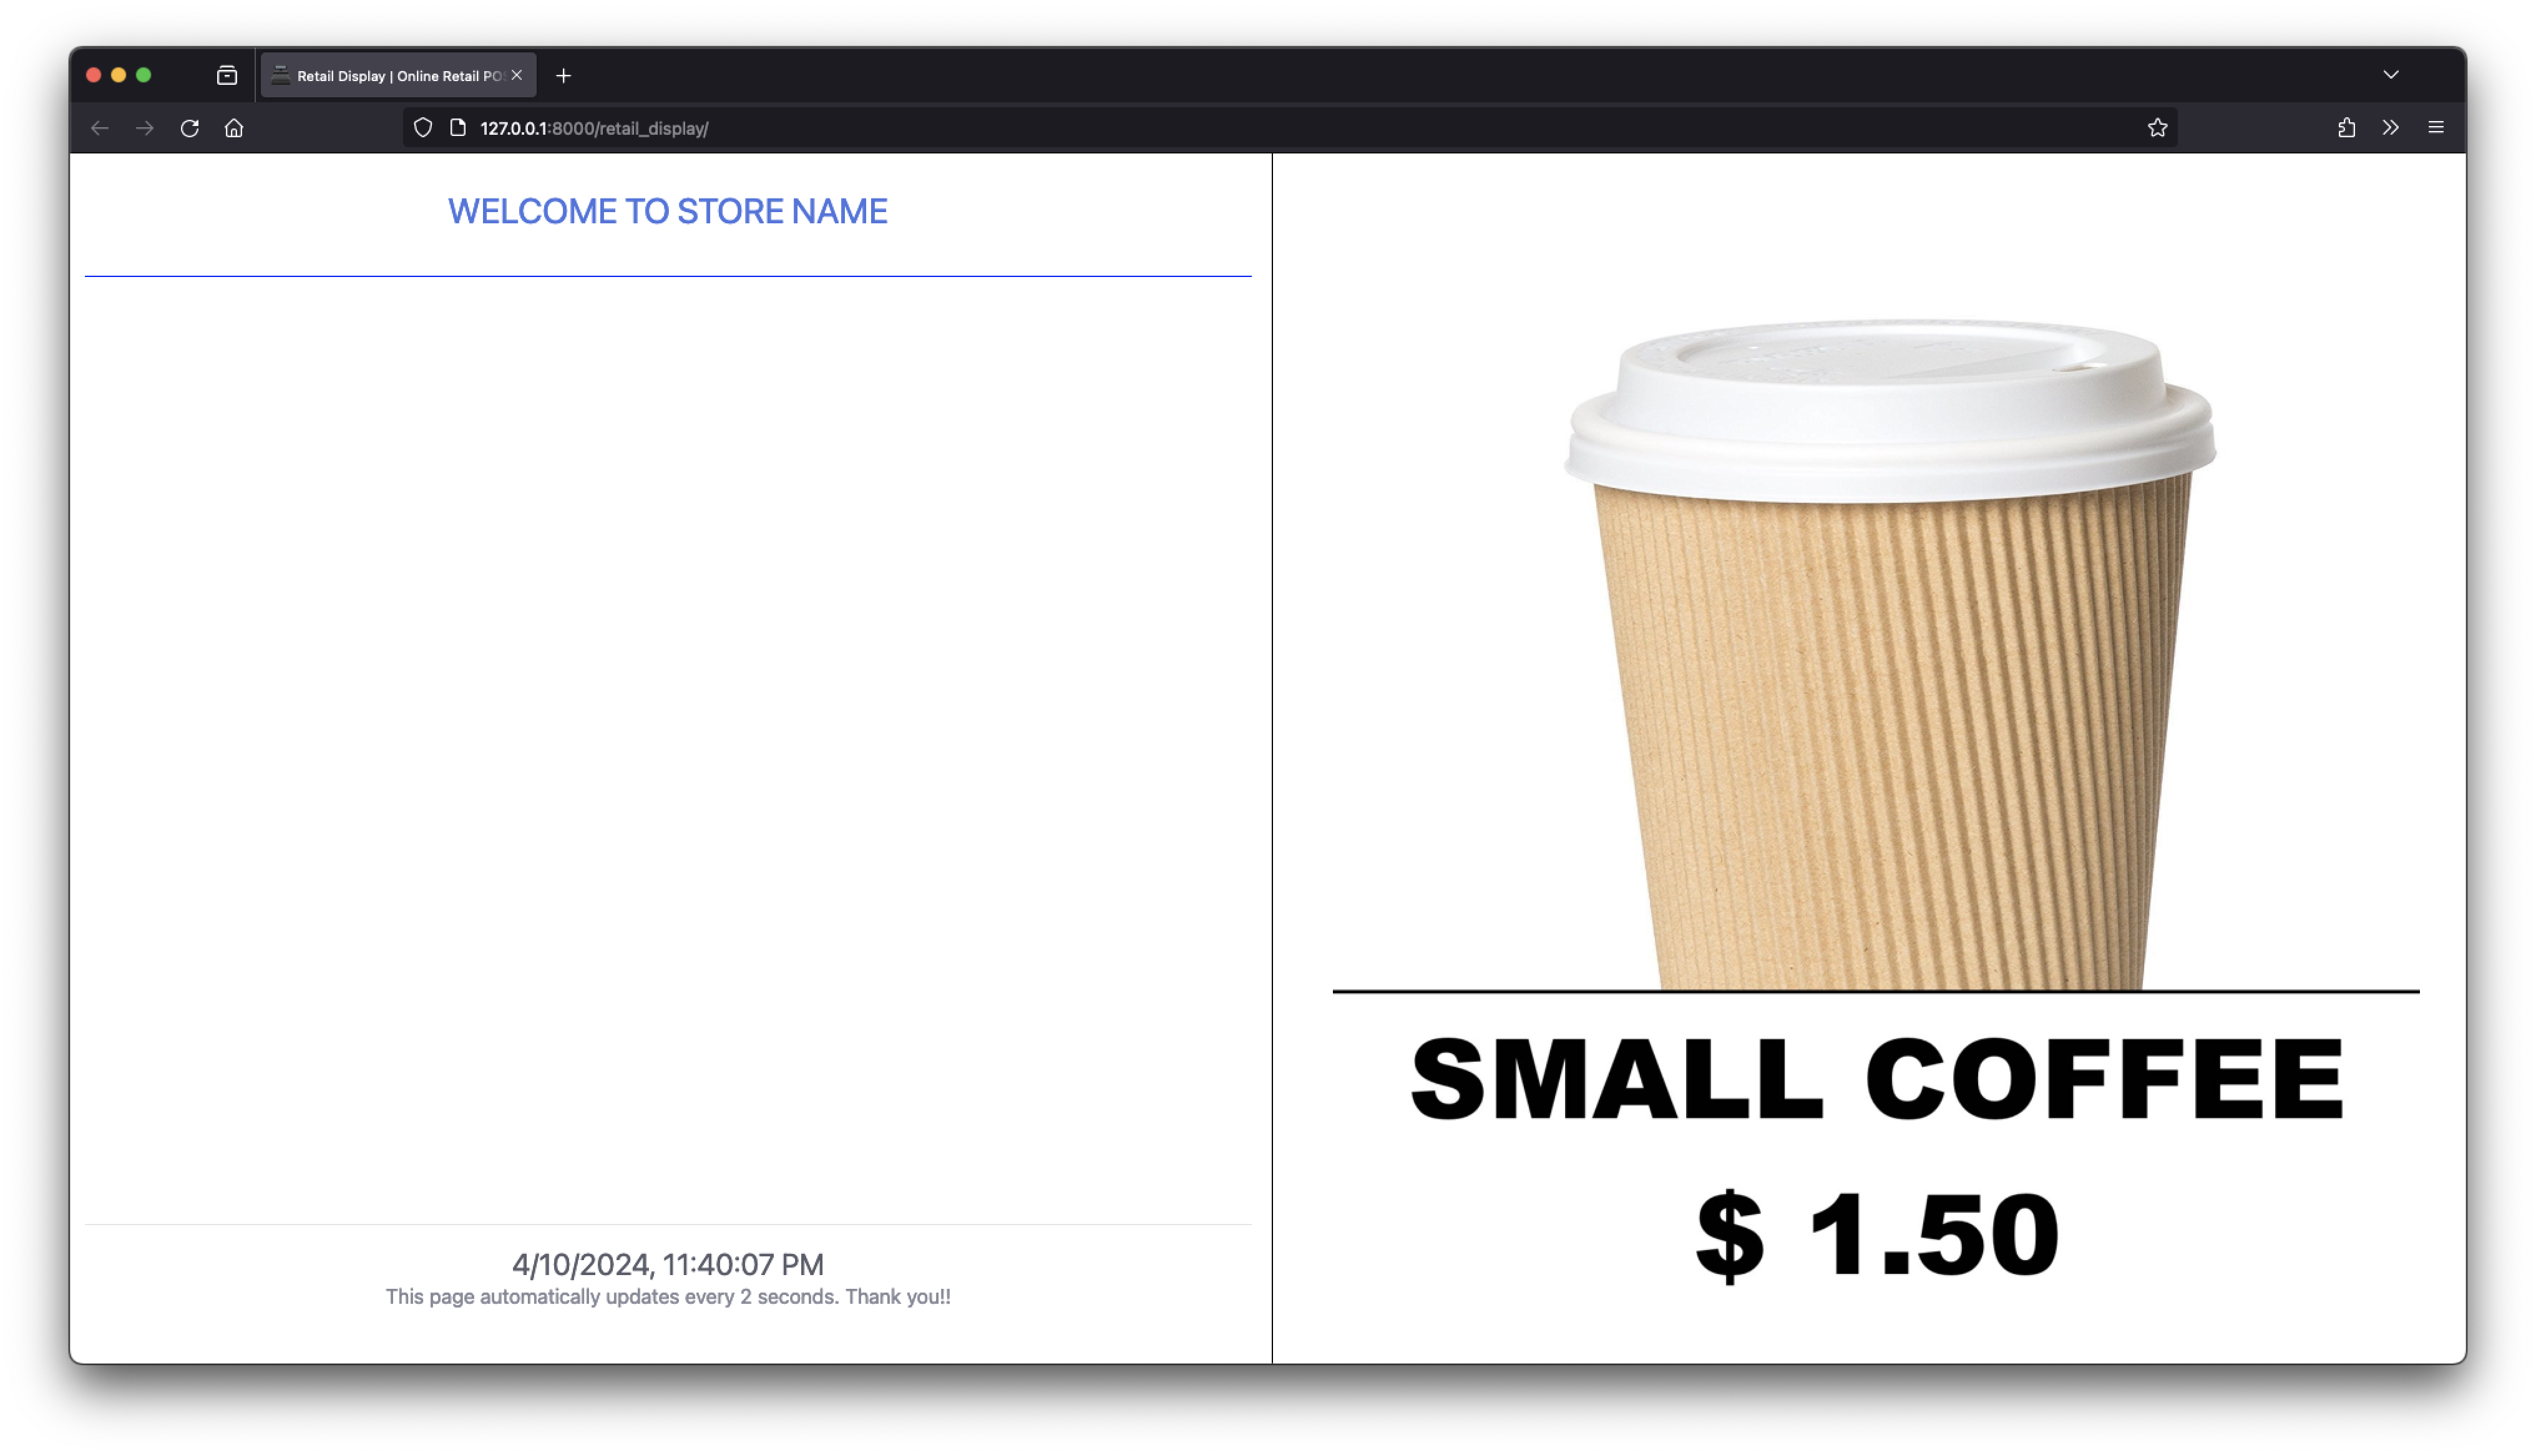 Retail Display | Online Retail POS
127.0.0.1:8000/retail_display/
WELCOME TO STORE NAME
4/10/2024, 11:40:07 PM
This page automatically updates every 2 seconds. Thank you!!
SMALL COFFEE
$ 1.50